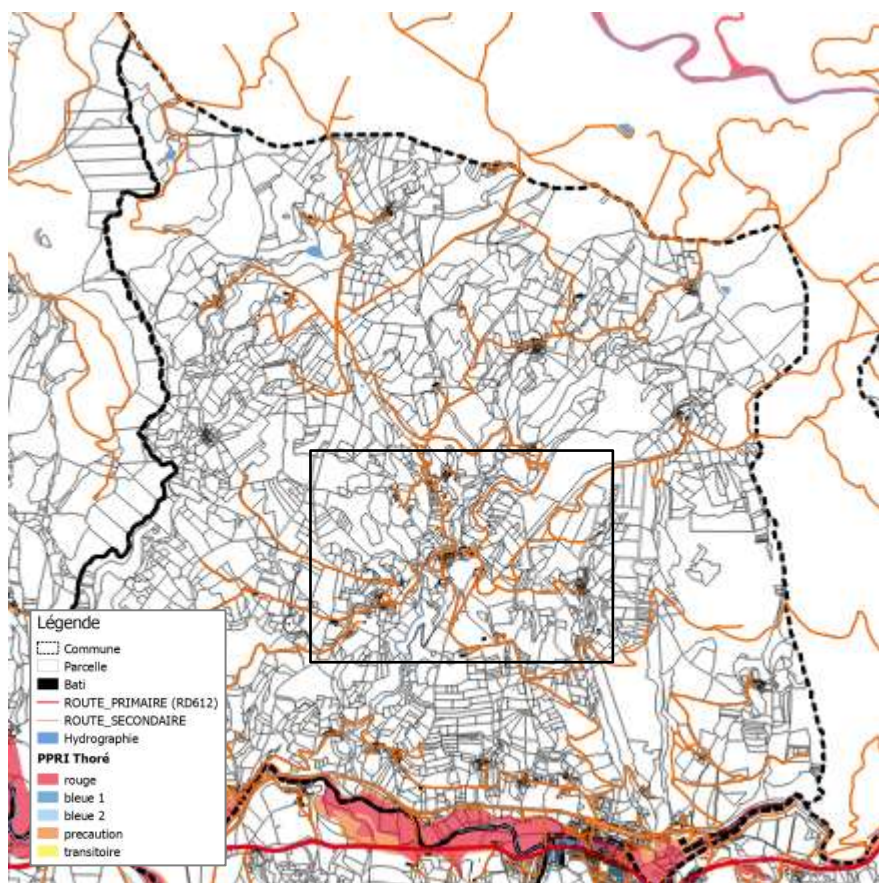 Légende
Commune
Parcelle
Bati
ROUTE_PRIMAIRE (RD612)
ROUTE_SECONDAIRE
Hydrographie
PPRI Thoré
rouge
bleue 1
bleue 2
precaution
transitoire